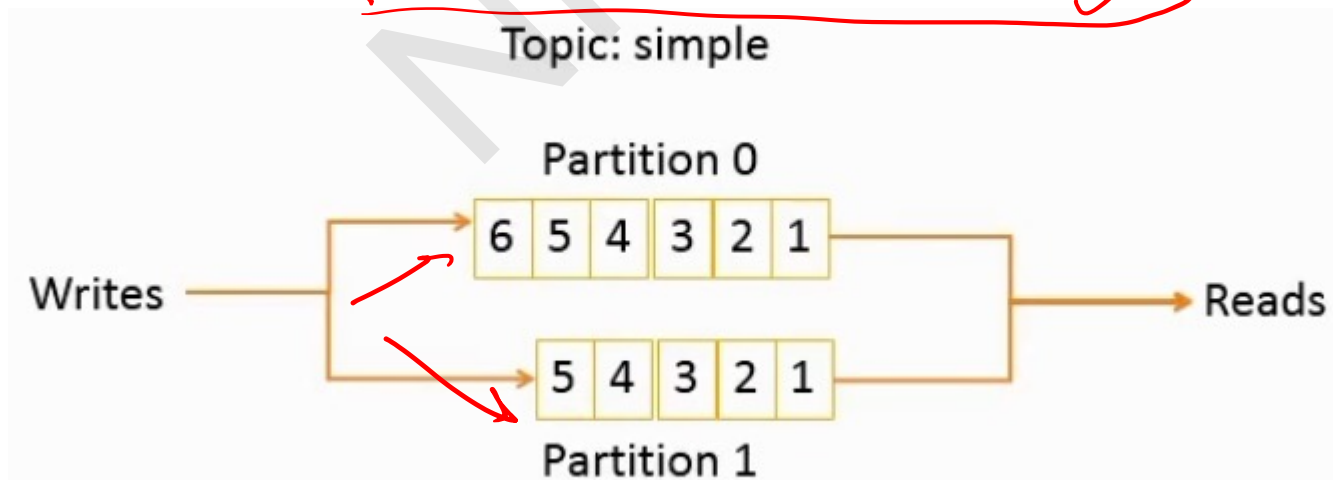 Topic: simple
Partition 0
6 5 4 3 2 1
Writes
Reads
5 4 3 2 1
Partition 1